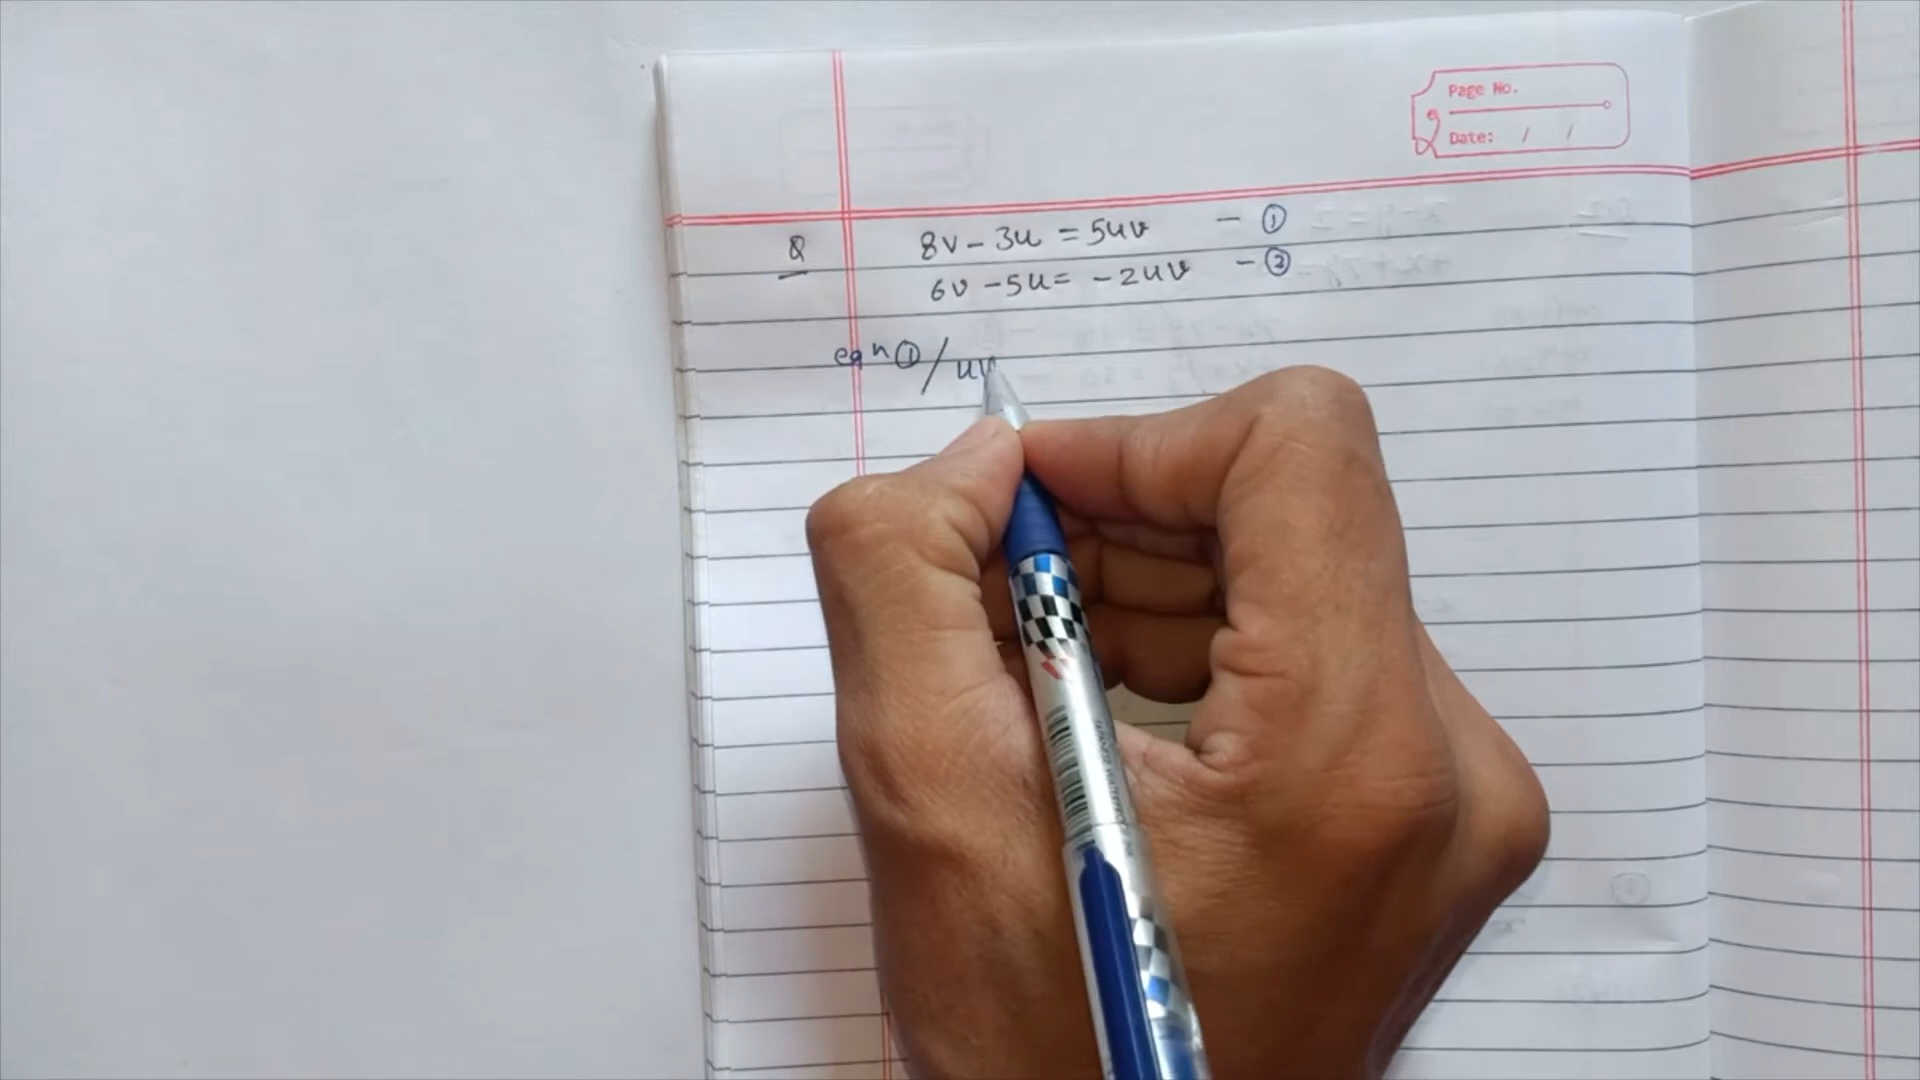 Page No.
Date: / /
Q 8v - 3u = 5uv - ①
6v - 5u = - 2uv - ②
eqⁿ ① / uv